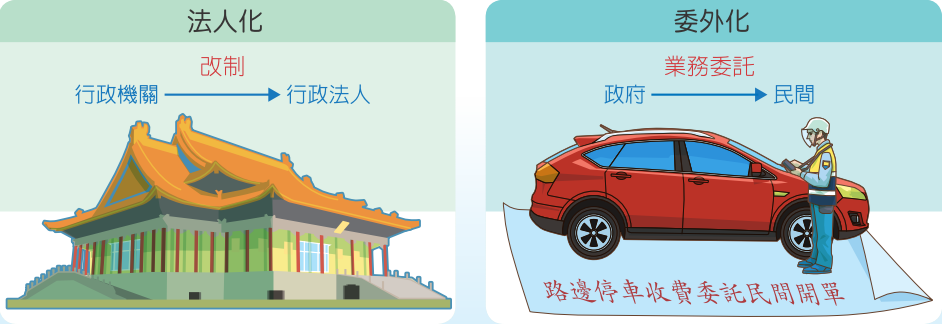 法人化
改制
行政機關 行政法人
委外化
業務委託
政府 民間
路邊停車收費委託民間開單